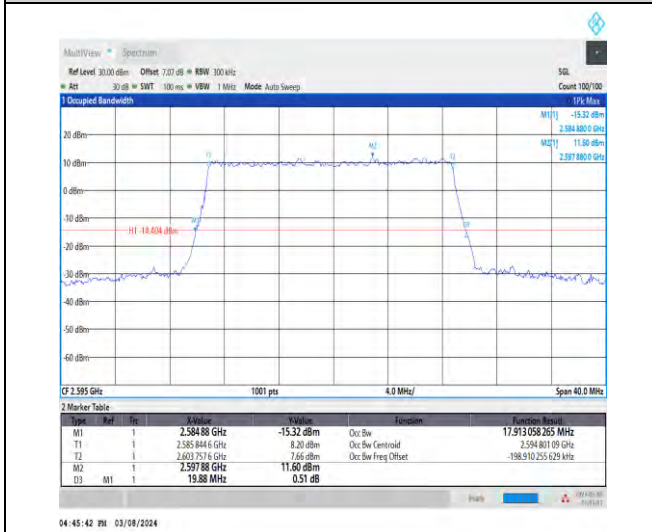 MultiView Spectrum
Ref Level 30.00 dBm Offset 7.07 dB RBW 300 kHz SGL
Att 30 dB SWT 100 ms VBW 1 MHz Mode Auto Sweep Count 100/100
1 Occupied Bandwidth 1Pk Max
M1[1] -15.32 dBm
2.584 880 0 GHz
M2[1] 11.60 dBm
2.597 880 0 GHz
20 dBm
M2
T1 T2
10 dBm
0 dBm
-10 dBm
M1 D3
H1 -14.404 dBm
-30 dBm
-40 dBm
-50 dBm
-60 dBm
CF 2.595 GHz 1001 pts 4.0 MHz/ Span 40.0 MHz
2 Marker Table
Type Ref Trc X-Value Y-Value Function Function Result
M1 1 2.584 88 GHz -15.32 dBm Occ Bw 17.913 058 265 MHz
T1 1 2.585 844 6 GHz 8.20 dBm Occ Bw Centroid 2.594 801 09 GHz
T2 1 2.603 757 6 GHz 7.66 dBm Occ Bw Freq Offset -198.910 255 629 kHz
M2 1 2.597 88 GHz 11.60 dBm
D3 M1 1 19.88 MHz 0.51 dB
Ready
04:45:42 PM 03/08/2024